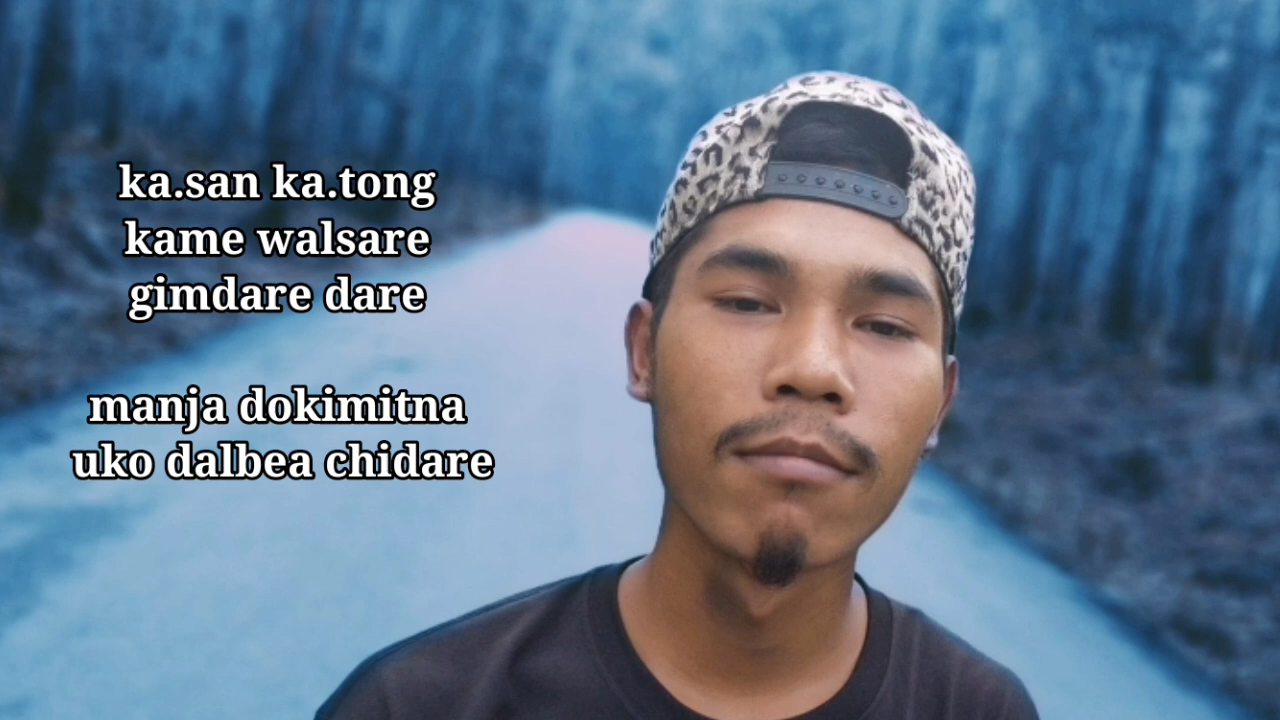 ka.san ka.tong
kame walsare
gimdare dare
manja dokimitna
uko dalbea chidare